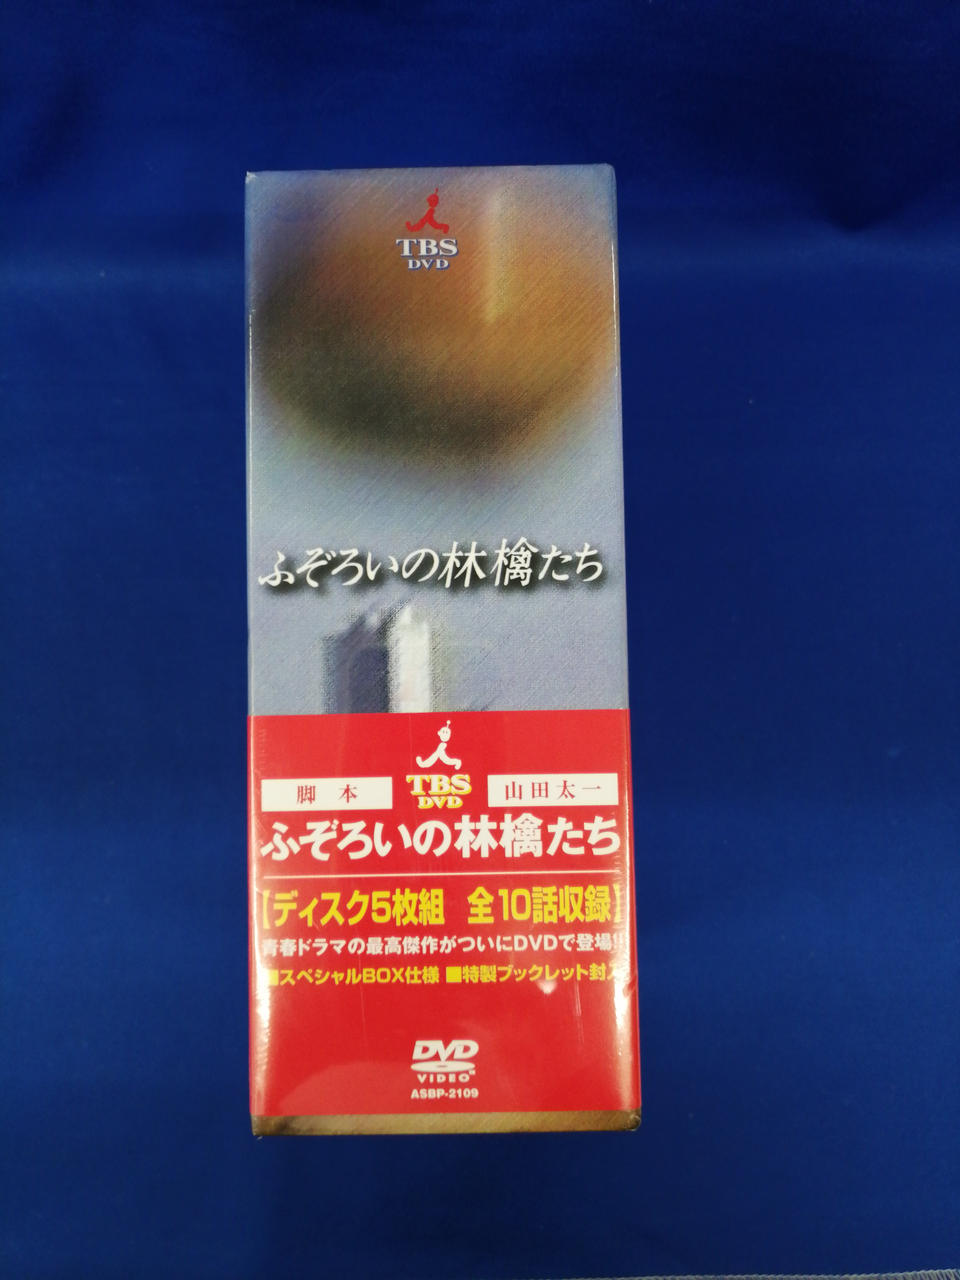 TBS
DVD
ふぞろいの林檎たち
TBS
DVD
脚本 山田太一
ふぞろいの林檎たち
【ディスク5枚組 全10話収録】
青春ドラマの最高傑作がついにDVDで登場!!
■スペシャルBOX仕様 ■特製ブックレット封入
DVD
VIDEO
ASBP-2109